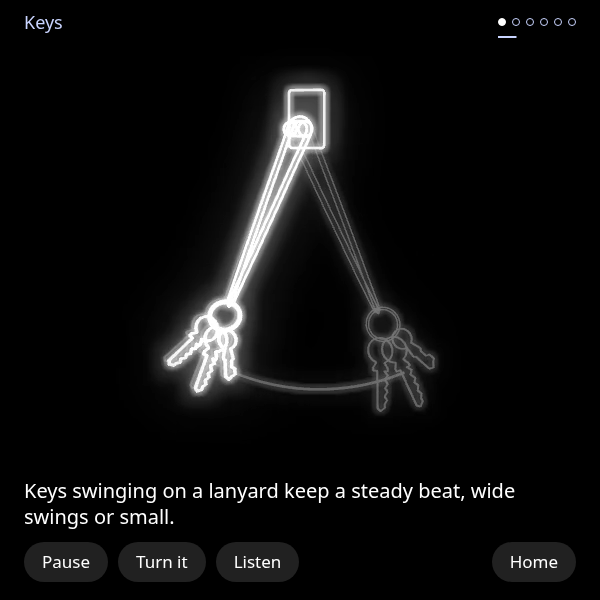 Keys
Keys swinging on a lanyard keep a steady beat, wide
swings or small.
Pause
Turn it
Listen
Home